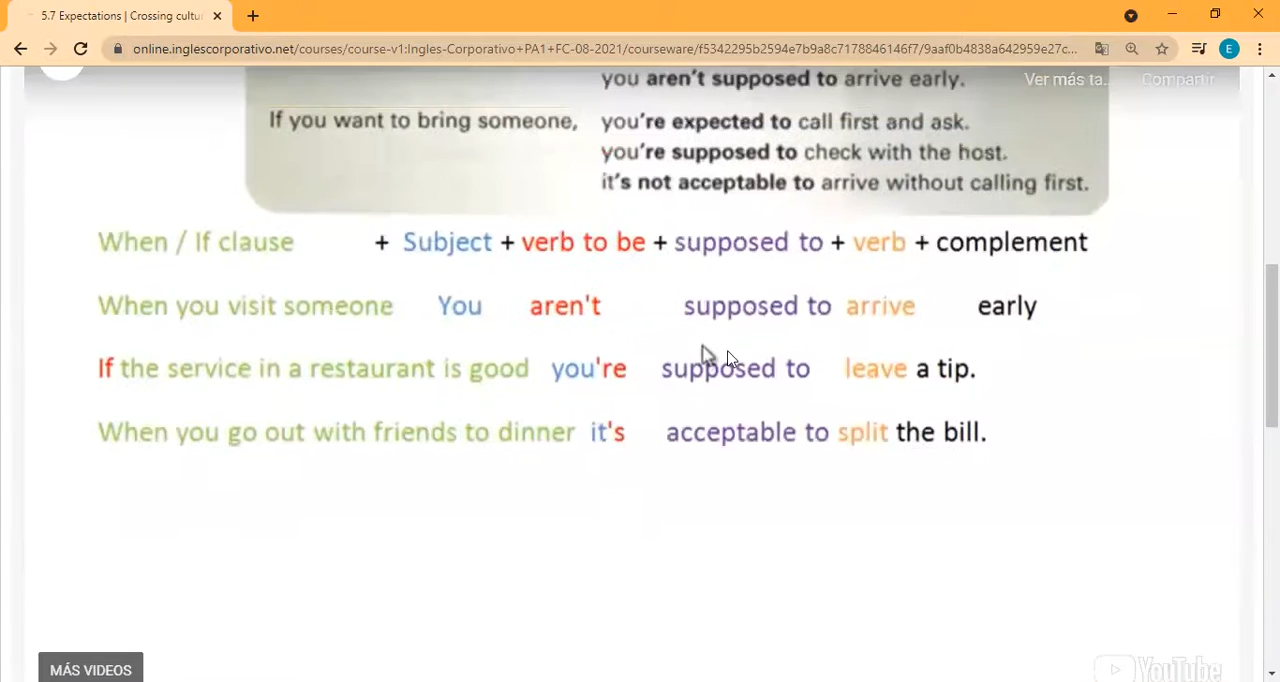 5.7 Expectations | Crossing cultu
online.inglescorporativo.net/courses/course-v1:Ingles-Corporativo+PA1+FC-08-2021/courseware/f5342295b2594e7b9a8c7178846146f7/9aaf0b4838a642959e27c...
E
you aren't supposed to arrive early.
Ver más ta...
Compartir
If you want to bring someone, you're expected to call first and ask.
you're supposed to check with the host.
it's not acceptable to arrive without calling first.
When / If clause + Subject + verb to be + supposed to + verb + complement
When you visit someone You aren't supposed to arrive early
If the service in a restaurant is good you're supposed to leave a tip.
When you go out with friends to dinner it's acceptable to split the bill.
MÁS VIDEOS
YouTube